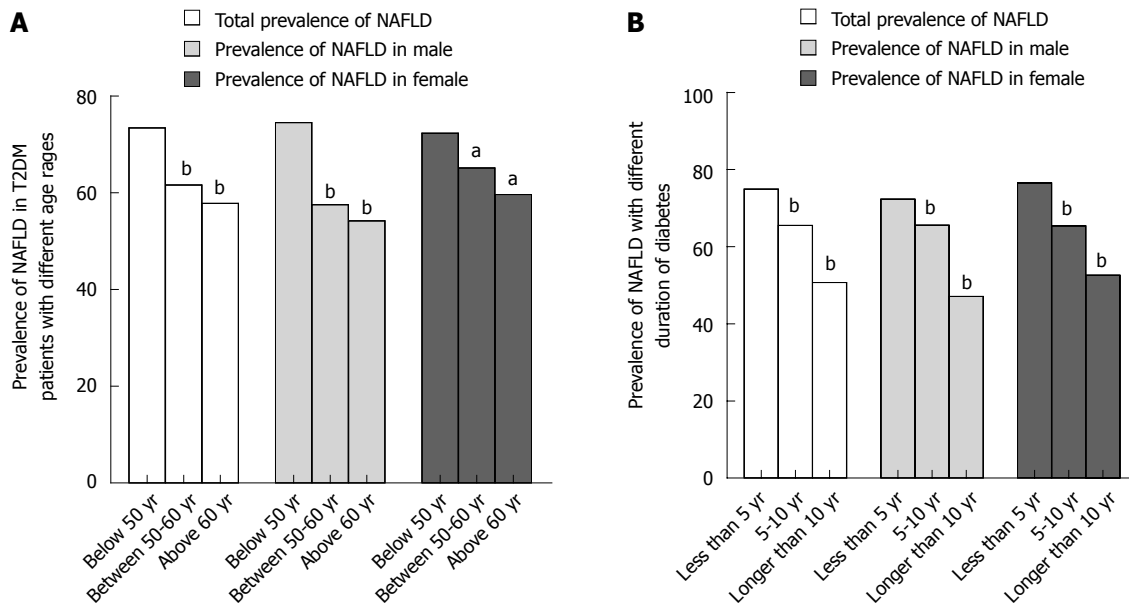 A
Total prevalence of NAFLD
Prevalence of NAFLD in male
Prevalence of NAFLD in female
Prevalence of NAFLD in T2DM
patients with different age rages
80
60
40
20
0
b
b
b
b
a
a
Below 50 yr
Between 50-60 yr
Above 60 yr
Below 50 yr
Between 50-60 yr
Above 60 yr
Below 50 yr
Between 50-60 yr
Above 60 yr
B
Total prevalence of NAFLD
Prevalence of NAFLD in male
Prevalence of NAFLD in female
Prevalence of NAFLD with different
duration of diabetes
100
80
60
40
20
0
b
b
b
b
b
b
Less than 5 yr
5-10 yr
Longer than 10 yr
Less than 5 yr
5-10 yr
Longer than 10 yr
Less than 5 yr
5-10 yr
Longer than 10 yr